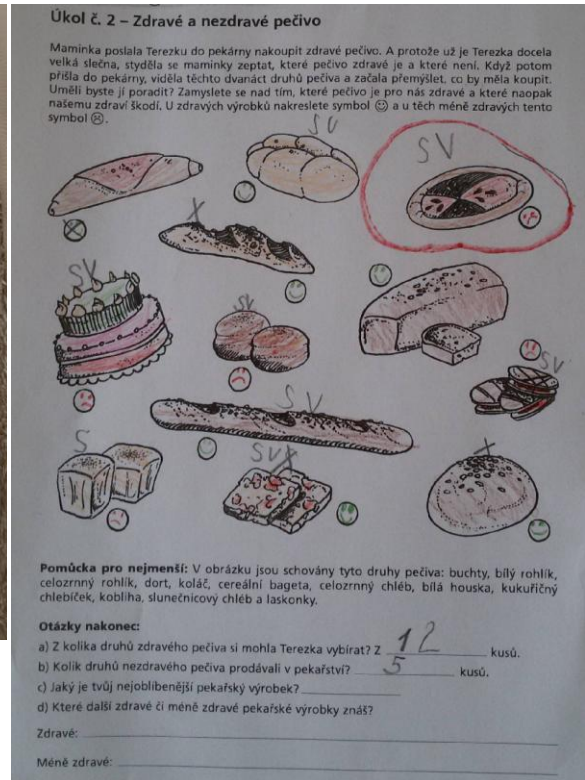 Úkol č. 2 – Zdravé a nezdravé pečivo
Maminka poslala Terezku do pekárny nakoupit zdravé pečivo. A protože už je Terezka docela
velká slečna, styděla se maminky zeptat, které pečivo zdravé je a které není. Když potom
přišla do pekárny, viděla těchto dvanáct druhů pečiva a začala přemýšlet, co by měla koupit.
Uměli byste jí poradit? Zamyslete se nad tím, které pečivo je pro nás zdravé a které naopak
našemu zdraví škodí. U zdravých výrobků nakreslete symbol ☺ a u těch méně zdravých tento
symbol ☹.
SV
SV
X
SV
SV
SV
SV
S
SVX
X
Pomůcka pro nejmenší: V obrázku jsou schovány tyto druhy pečiva: buchty, bílý rohlík,
celozrnný rohlík, dort, koláč, cereální bageta, celozrnný chléb, bílá houska, kukuřičný
chlebíček, kobliha, slunečnicový chléb a laskonky.
Otázky nakonec:
a) Z kolika druhů zdravého pečiva si mohla Terezka vybírat? Z 12 kusů.
b) Kolik druhů nezdravého pečiva prodávali v pekařství? 5 kusů.
c) Jaký je tvůj nejoblíbenější pekařský výrobek?
d) Které další zdravé či méně zdravé pekařské výrobky znáš?
Zdravé:
Méně zdravé: